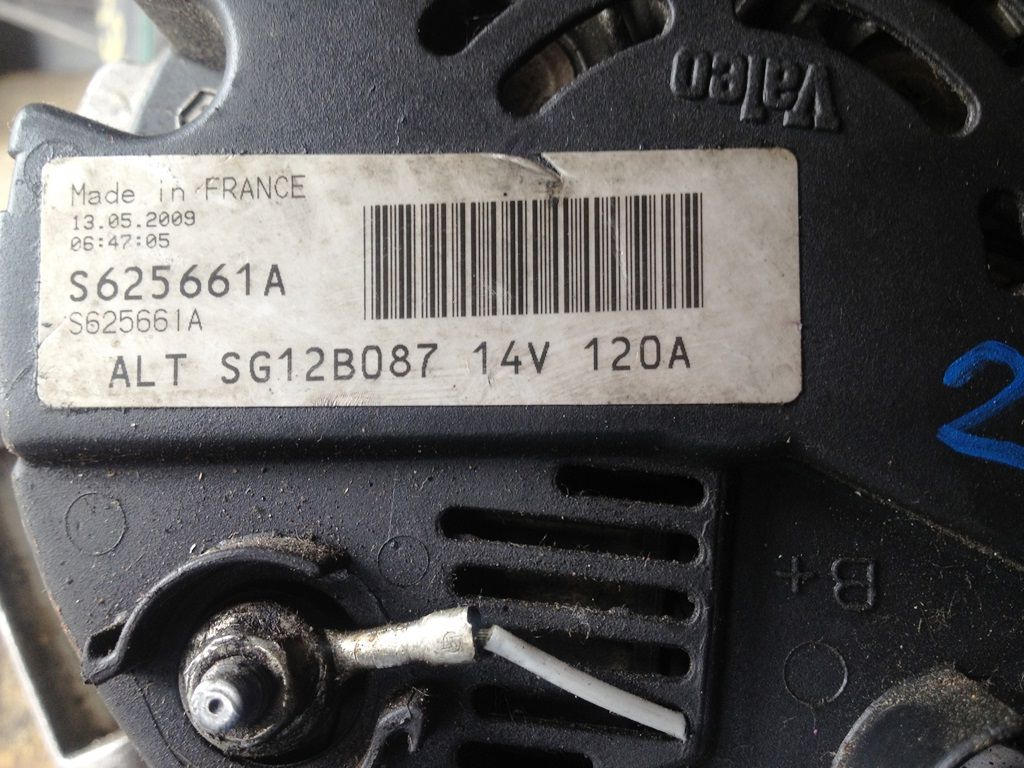 Valeo
Made in FRANCE
13.05.2009
06:47:05
S625661A
S625661A
ALT SG12B087 14V 120A
2
B+